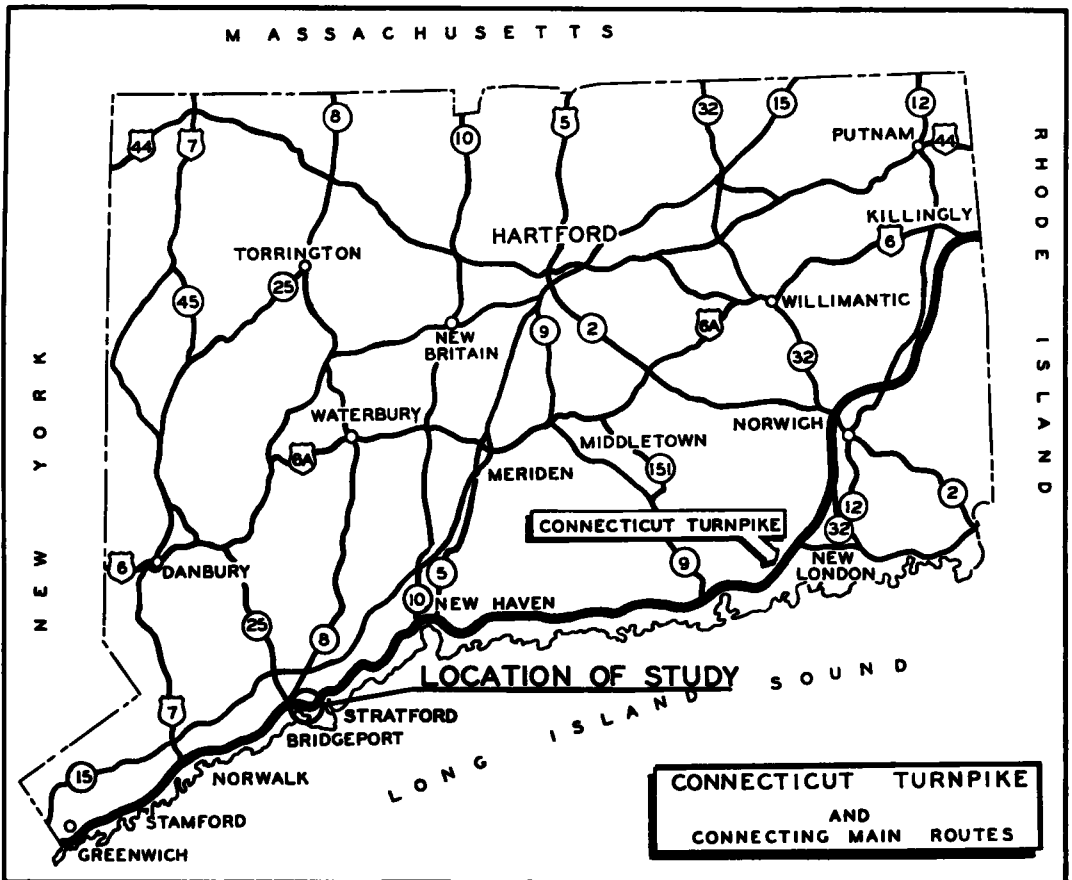 MASSACHUSETTS
44
7
8
10
5
32
15
12
PUTNAM
44
RHODE ISLAND
KILLINGLY
6
HARTFORD
TORRINGTON
25
45
WILLIMANTIC
NEW BRITAIN
9
2
6A
32
NEW YORK
WATERBURY
6A
NORWICH
MIDDLETOWN
MERIDEN
151
2
12
32
CONNECTICUT TURNPIKE
NEW LONDON
6
DANBURY
5
9
10
NEW HAVEN
25
8
LOCATION OF STUDY
LONG ISLAND SOUND
7
STRATFORD
BRIDGEPORT
15
NORWALK
STAMFORD
GREENWICH
CONNECTICUT TURNPIKE
AND
CONNECTING MAIN ROUTES